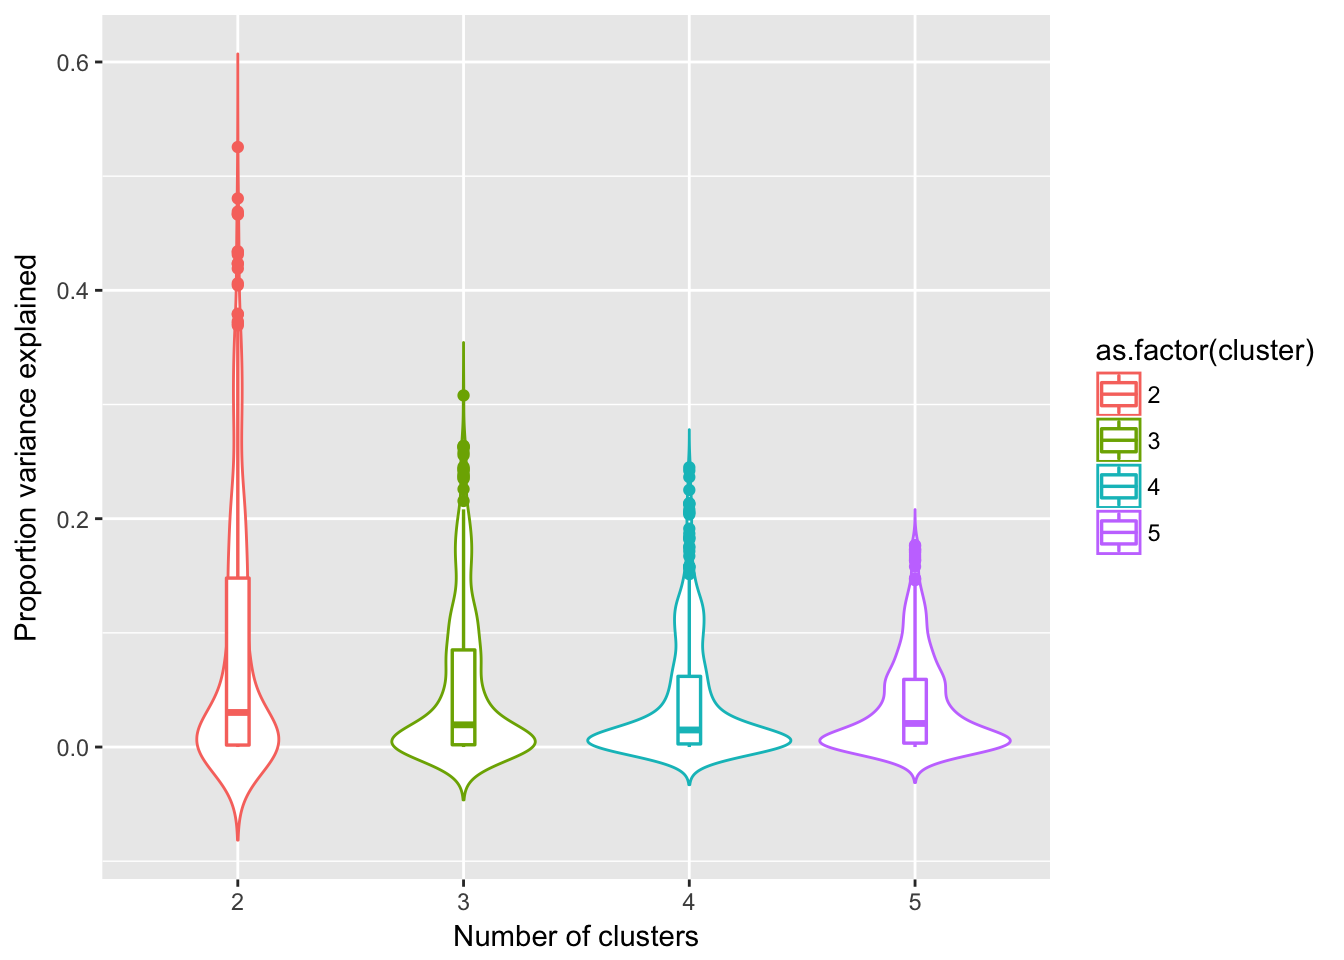 0.6
0.4
0.2
0.0
Proportion variance explained
2 3 4 5
Number of clusters
as.factor(cluster)
2
3
4
5